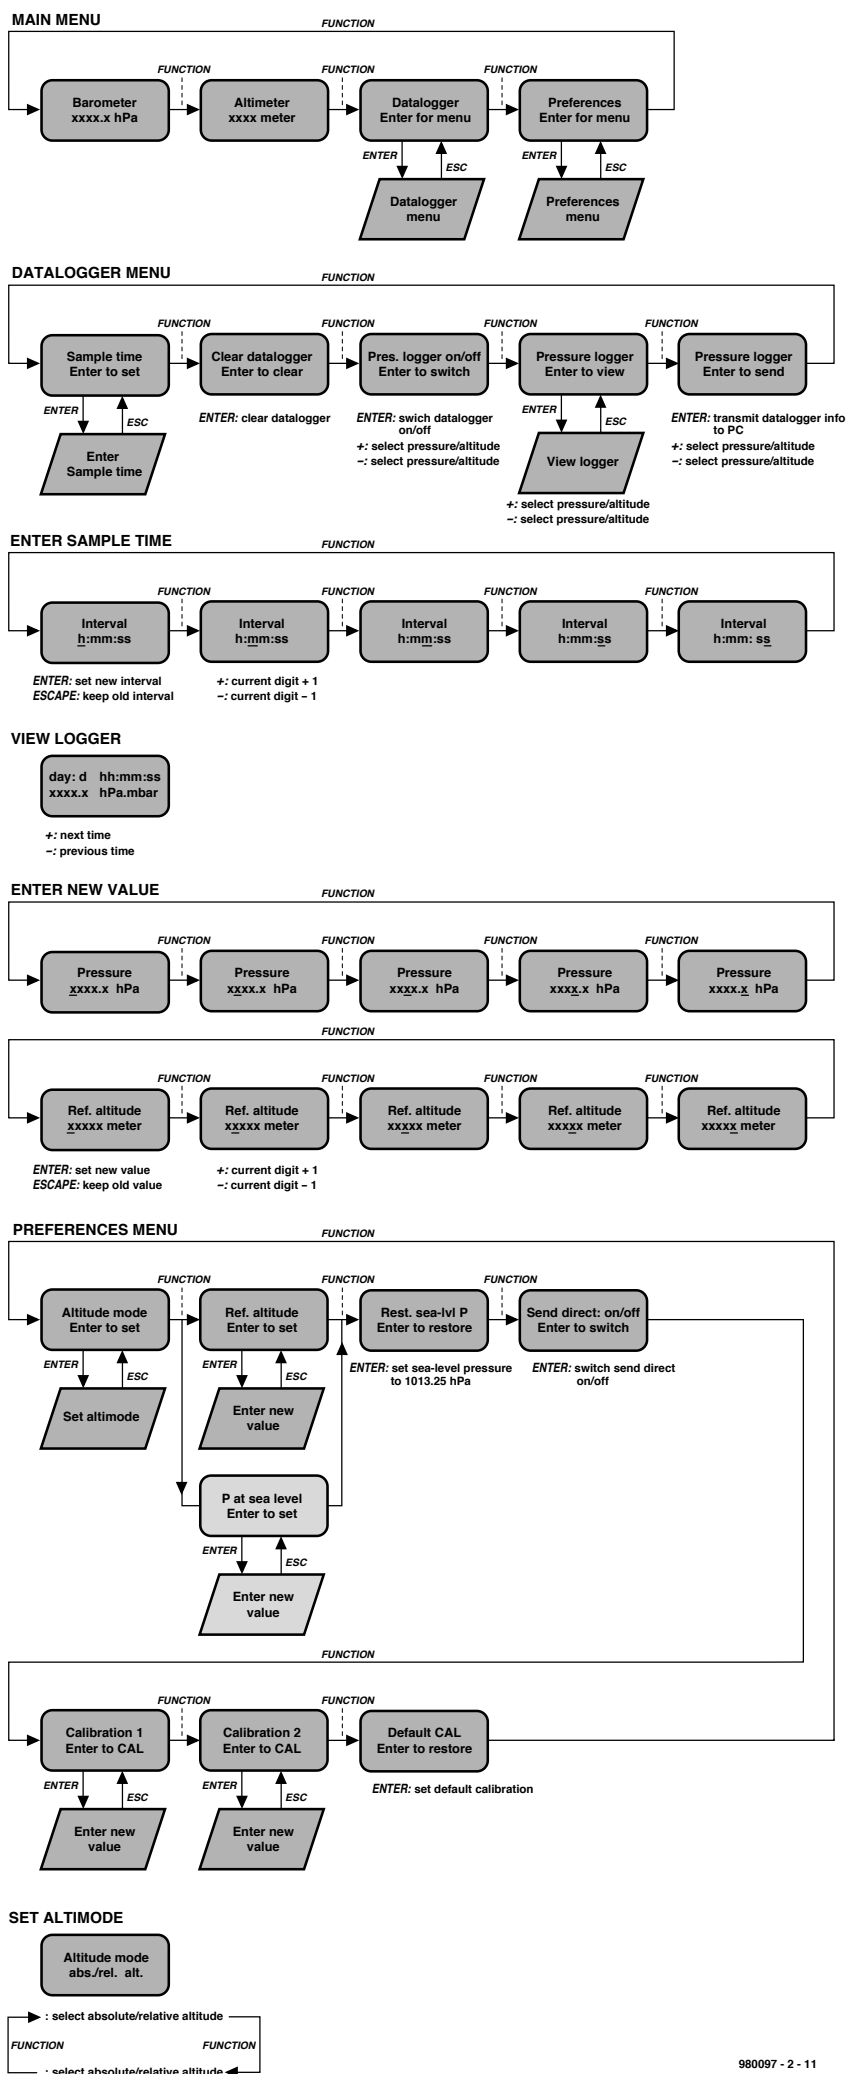 MAIN MENU
FUNCTION
FUNCTION FUNCTION FUNCTION
Barometer
xxxx.x hPa
Altimeter
xxxx meter
Datalogger
Enter for menu
Preferences
Enter for menu
ENTER ESC ENTER ESC
Datalogger
menu
Preferences
menu
DATALOGGER MENU
FUNCTION
FUNCTION FUNCTION FUNCTION FUNCTION
Sample time
Enter to set
Clear datalogger
Enter to clear
Pres. logger on/off
Enter to switch
Pressure logger
Enter to view
Pressure logger
Enter to send
ENTER ESC
Enter
Sample time
ENTER: clear datalogger
ENTER: swich datalogger
on/off
+: select pressure/altitude
–: select pressure/altitude
ENTER ESC
View logger
+: select pressure/altitude
–: select pressure/altitude
ENTER: transmit datalogger info
to PC
+: select pressure/altitude
–: select pressure/altitude
ENTER SAMPLE TIME
FUNCTION
FUNCTION FUNCTION FUNCTION FUNCTION
Interval
h:mm:ss
Interval
h:mm:ss
Interval
h:mm:ss
Interval
h:mm:ss
Interval
h:mm: ss
ENTER: set new interval
ESCAPE: keep old interval
+: current digit + 1
–: current digit – 1
VIEW LOGGER
day: d hh:mm:ss
xxxx.x hPa.mbar
+: next time
–: previous time
ENTER NEW VALUE
FUNCTION
FUNCTION FUNCTION FUNCTION FUNCTION
Pressure
xxxx.x hPa
Pressure
xxxx.x hPa
Pressure
xxxx.x hPa
Pressure
xxxx.x hPa
Pressure
xxxx.x hPa
FUNCTION
FUNCTION FUNCTION FUNCTION FUNCTION
Ref. altitude
xxxxx meter
Ref. altitude
xxxxx meter
Ref. altitude
xxxxx meter
Ref. altitude
xxxxx meter
Ref. altitude
xxxxx meter
ENTER: set new value
ESCAPE: keep old value
+: current digit + 1
–: current digit – 1
PREFERENCES MENU
FUNCTION
FUNCTION FUNCTION FUNCTION
Altitude mode
Enter to set
Ref. altitude
Enter to set
Rest. sea-lvl P
Enter to restore
Send direct: on/off
Enter to switch
ENTER ESC
Set altimode
ENTER ESC
Enter new
value
ENTER: set sea-level pressure
to 1013.25 hPa
ENTER: switch send direct
on/off
P at sea level
Enter to set
ENTER ESC
Enter new
value
FUNCTION
FUNCTION FUNCTION
Calibration 1
Enter to CAL
Calibration 2
Enter to CAL
Default CAL
Enter to restore
ENTER ESC
Enter new
value
ENTER ESC
Enter new
value
ENTER: set default calibration
SET ALTIMODE
Altitude mode
abs./rel. alt.
: select absolute/relative altitude
FUNCTION FUNCTION
: select absolute/relative altitude
980097 - 2 - 11